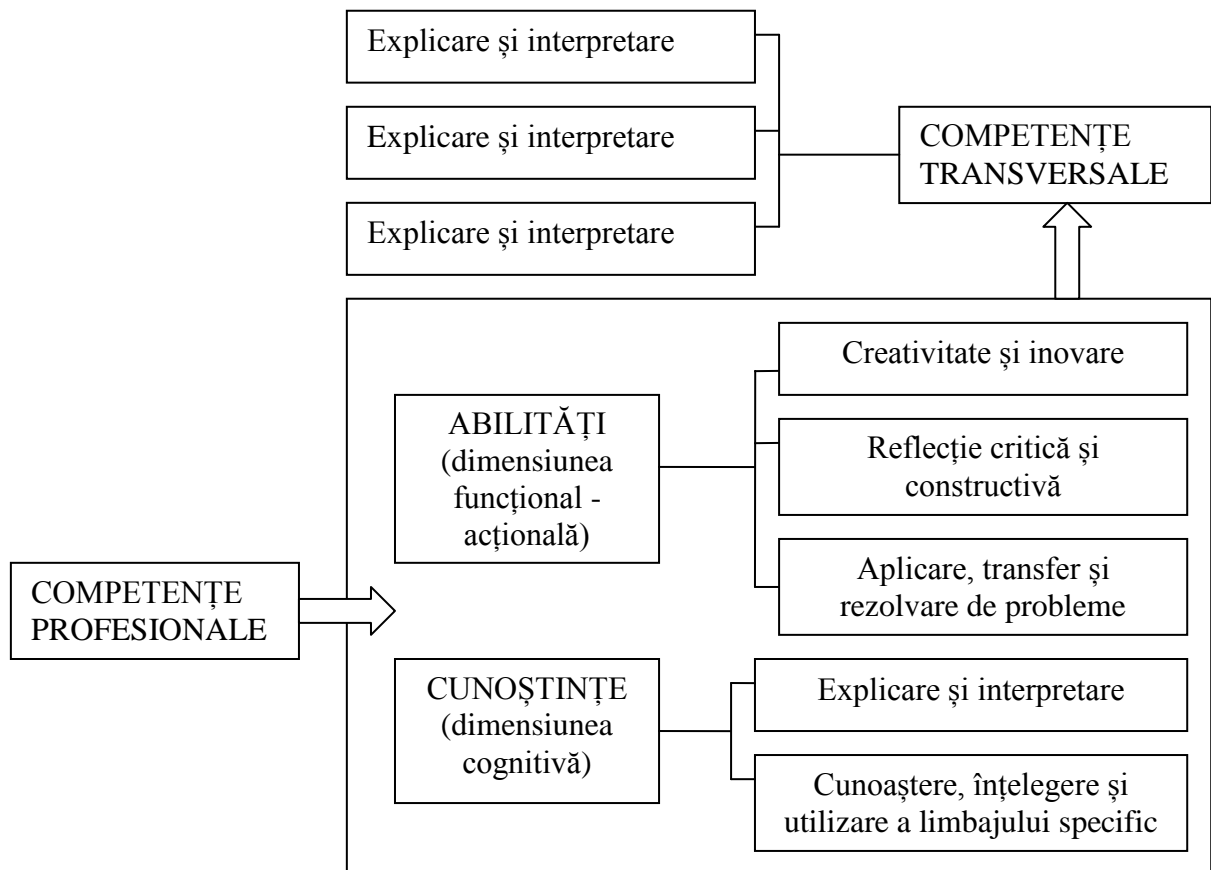 Explicare și interpretare
Explicare și interpretare
COMPETENȚE
TRANSVERSALE
Explicare și interpretare
Creativitate și inovare
ABILITĂȚI
(dimensiunea
funcțional -
acțională)
Reflecție critică și
constructivă
Aplicare, transfer și
rezolvare de probleme
COMPETENȚE
PROFESIONALE
CUNOȘTINȚE
(dimensiunea
cognitivă)
Explicare și interpretare
Cunoaștere, înțelegere și
utilizare a limbajului specific